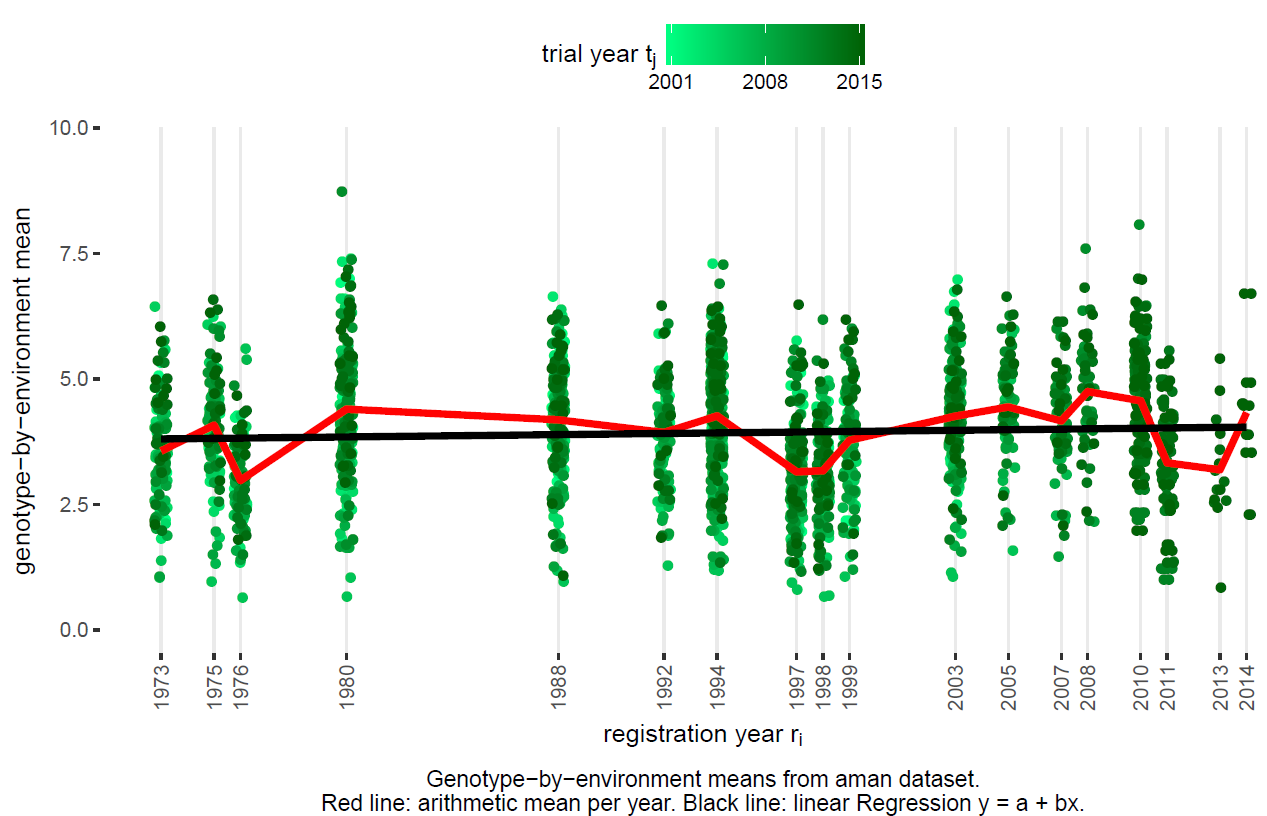 trial year tj
2001 2008 2015
10.0
7.5
5.0
2.5
0.0
genotype−by−environment mean
1973 1975 1976 1980 1988 1992 1994 1997 1998 1999 2003 2005 2007 2008 2010 2011 2013 2014
registration year ri
Genotype−by−environment means from aman dataset.
Red line: arithmetic mean per year. Black line: linear Regression y = a + bx.